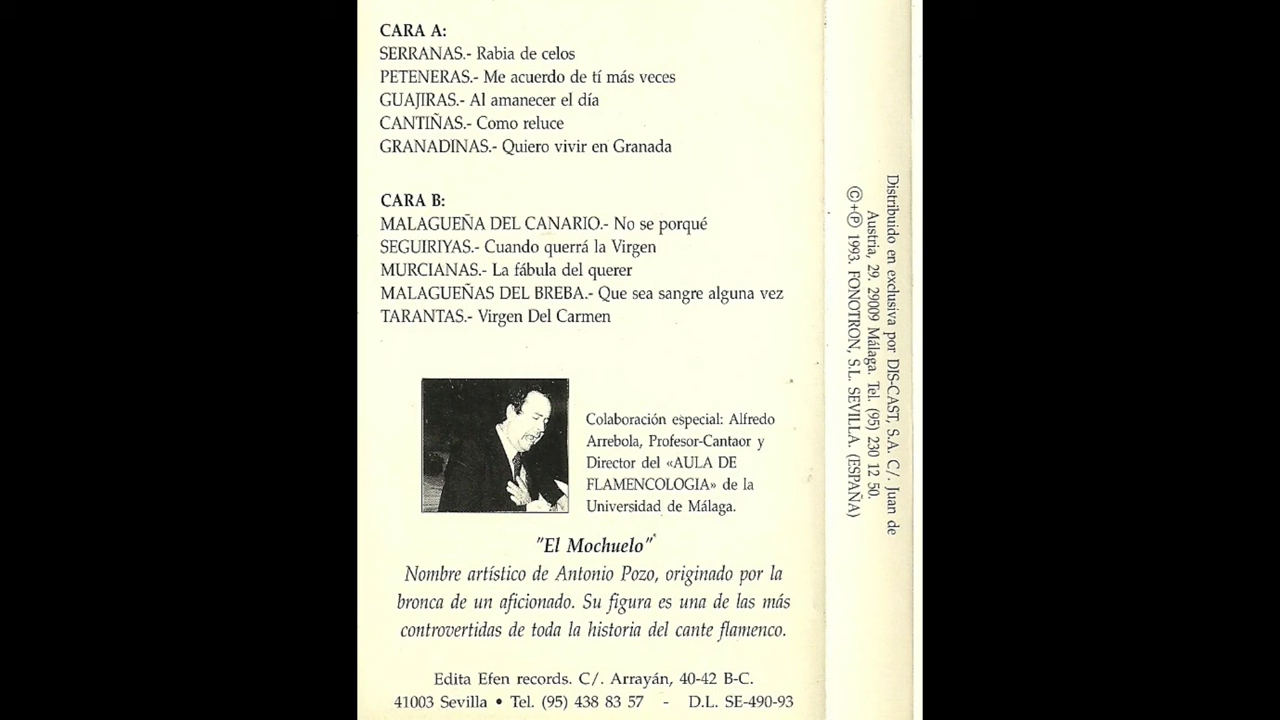 CARA A:
SERRANAS.- Rabia de celos
PETENERAS.- Me acuerdo de tí más veces
GUAJIRAS.- Al amanecer el día
CANTIÑAS.- Como reluce
GRANADINAS.- Quiero vivir en Granada
CARA B:
MALAGUEÑA DEL CANARIO.- No se porqué
SEGUIRIYAS.- Cuando querrá la Virgen
MURCIANAS.- La fábula del querer
MALAGUEÑAS DEL BREBA.- Que sea sangre alguna vez
TARANTAS.- Virgen Del Carmen
Colaboración especial: Alfredo
Arrebola, Profesor-Cantaor y
Director del «AULA DE
FLAMENCOLOGIA» de la
Universidad de Málaga.
"El Mochuelo"
Nombre artístico de Antonio Pozo, originado por la
bronca de un aficionado. Su figura es una de las más
controvertidas de toda la historia del cante flamenco.
Edita Efen records. C/. Arrayán, 40-42 B-C.
41003 Sevilla • Tel. (95) 438 83 57 - D.L. SE-490-93
Distribuido en exclusiva por DIS-CAST, S.A. C/. Juan de
Austria, 29. 29009 Málaga. Tel. (95) 230 12 50.
©+℗ 1993. FONOTRON, S.L. SEVILLA. (ESPAÑA)